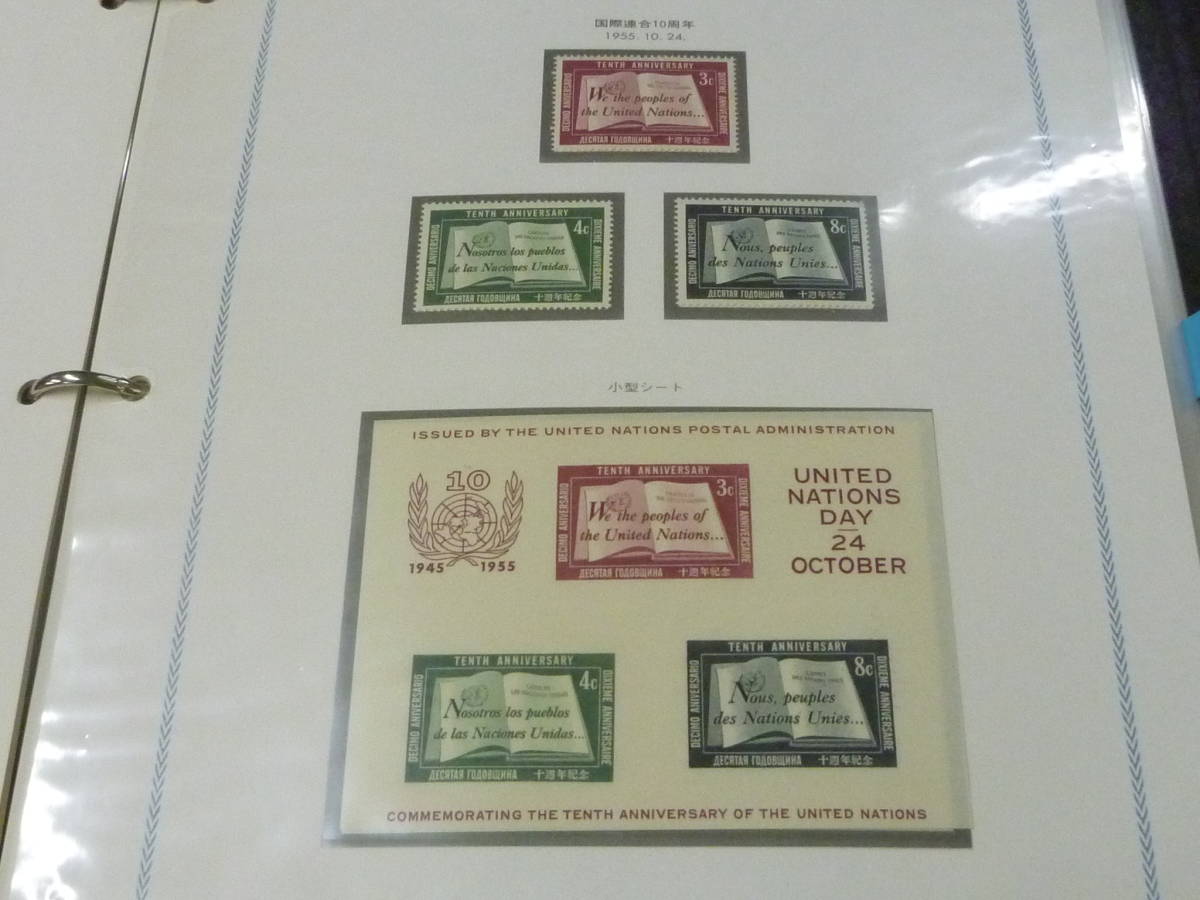 国際連合10周年
1955. 10. 24.
TENTH ANNIVERSARY
3c
DECIMO ANIVERSARIO
We the peoples of
the United Nations...
DIXIEME ANNIVERSAIRE
ДЕСЯТАЯ ГОДОВЩИНА 十週年紀念
TENTH ANNIVERSARY
4c
DECIMO ANIVERSARIO
Nosotros los pueblos
de las Naciones Unidas...
DIXIEME ANNIVERSAIRE
ДЕСЯТАЯ ГОДОВЩИНА 十週年紀念
TENTH ANNIVERSARY
8c
DECIMO ANIVERSARIO
Nous, peuples
des Nations Unies...
DIXIEME ANNIVERSAIRE
ДЕСЯТАЯ ГОДОВЩИНА 十週年紀念
小型シート
ISSUED BY THE UNITED NATIONS POSTAL ADMINISTRATION
10
1945 1955
TENTH ANNIVERSARY
3c
DECIMO ANIVERSARIO
We the peoples of
the United Nations...
DIXIEME ANNIVERSAIRE
ДЕСЯТАЯ ГОДОВЩИНА 十週年紀念
UNITED
NATIONS
DAY
—
24
OCTOBER
TENTH ANNIVERSARY
4c
DECIMO ANIVERSARIO
Nosotros los pueblos
de las Naciones Unidas...
DIXIEME ANNIVERSAIRE
ДЕСЯТАЯ ГОДОВЩИНА 十週年紀念
TENTH ANNIVERSARY
8c
DECIMO ANIVERSARIO
Nous, peuples
des Nations Unies...
DIXIEME ANNIVERSAIRE
ДЕСЯТАЯ ГОДОВЩИНА 十週年紀念
COMMEMORATING THE TENTH ANNIVERSARY OF THE UNITED NATIONS